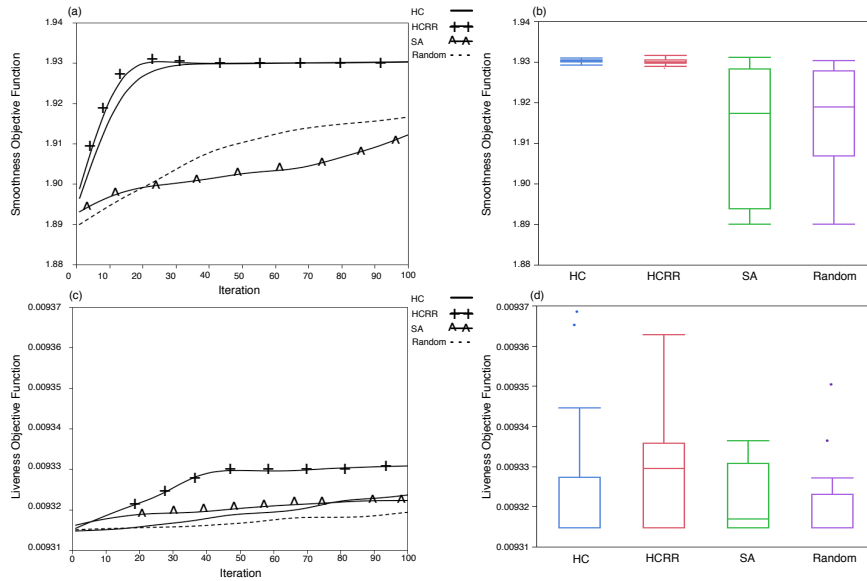 (a)
HC
HCRR
SA
Random
Smoothness Objective Function
1.94
1.93
1.92
1.91
1.90
1.89
1.88
0 10 20 30 40 50 60 70 80 90 100
Iteration
(b)
Smoothness Objective Function
1.94
1.93
1.92
1.91
1.90
1.89
1.88
HC HCRR SA Random
(c)
HC
HCRR
SA
Random
Liveness Objective Function
0.00937
0.00936
0.00935
0.00934
0.00933
0.00932
0.00931
0 10 20 30 40 50 60 70 80 90 100
Iteration
(d)
Liveness Objective Function
0.00937
0.00936
0.00935
0.00934
0.00933
0.00932
0.00931
HC HCRR SA Random